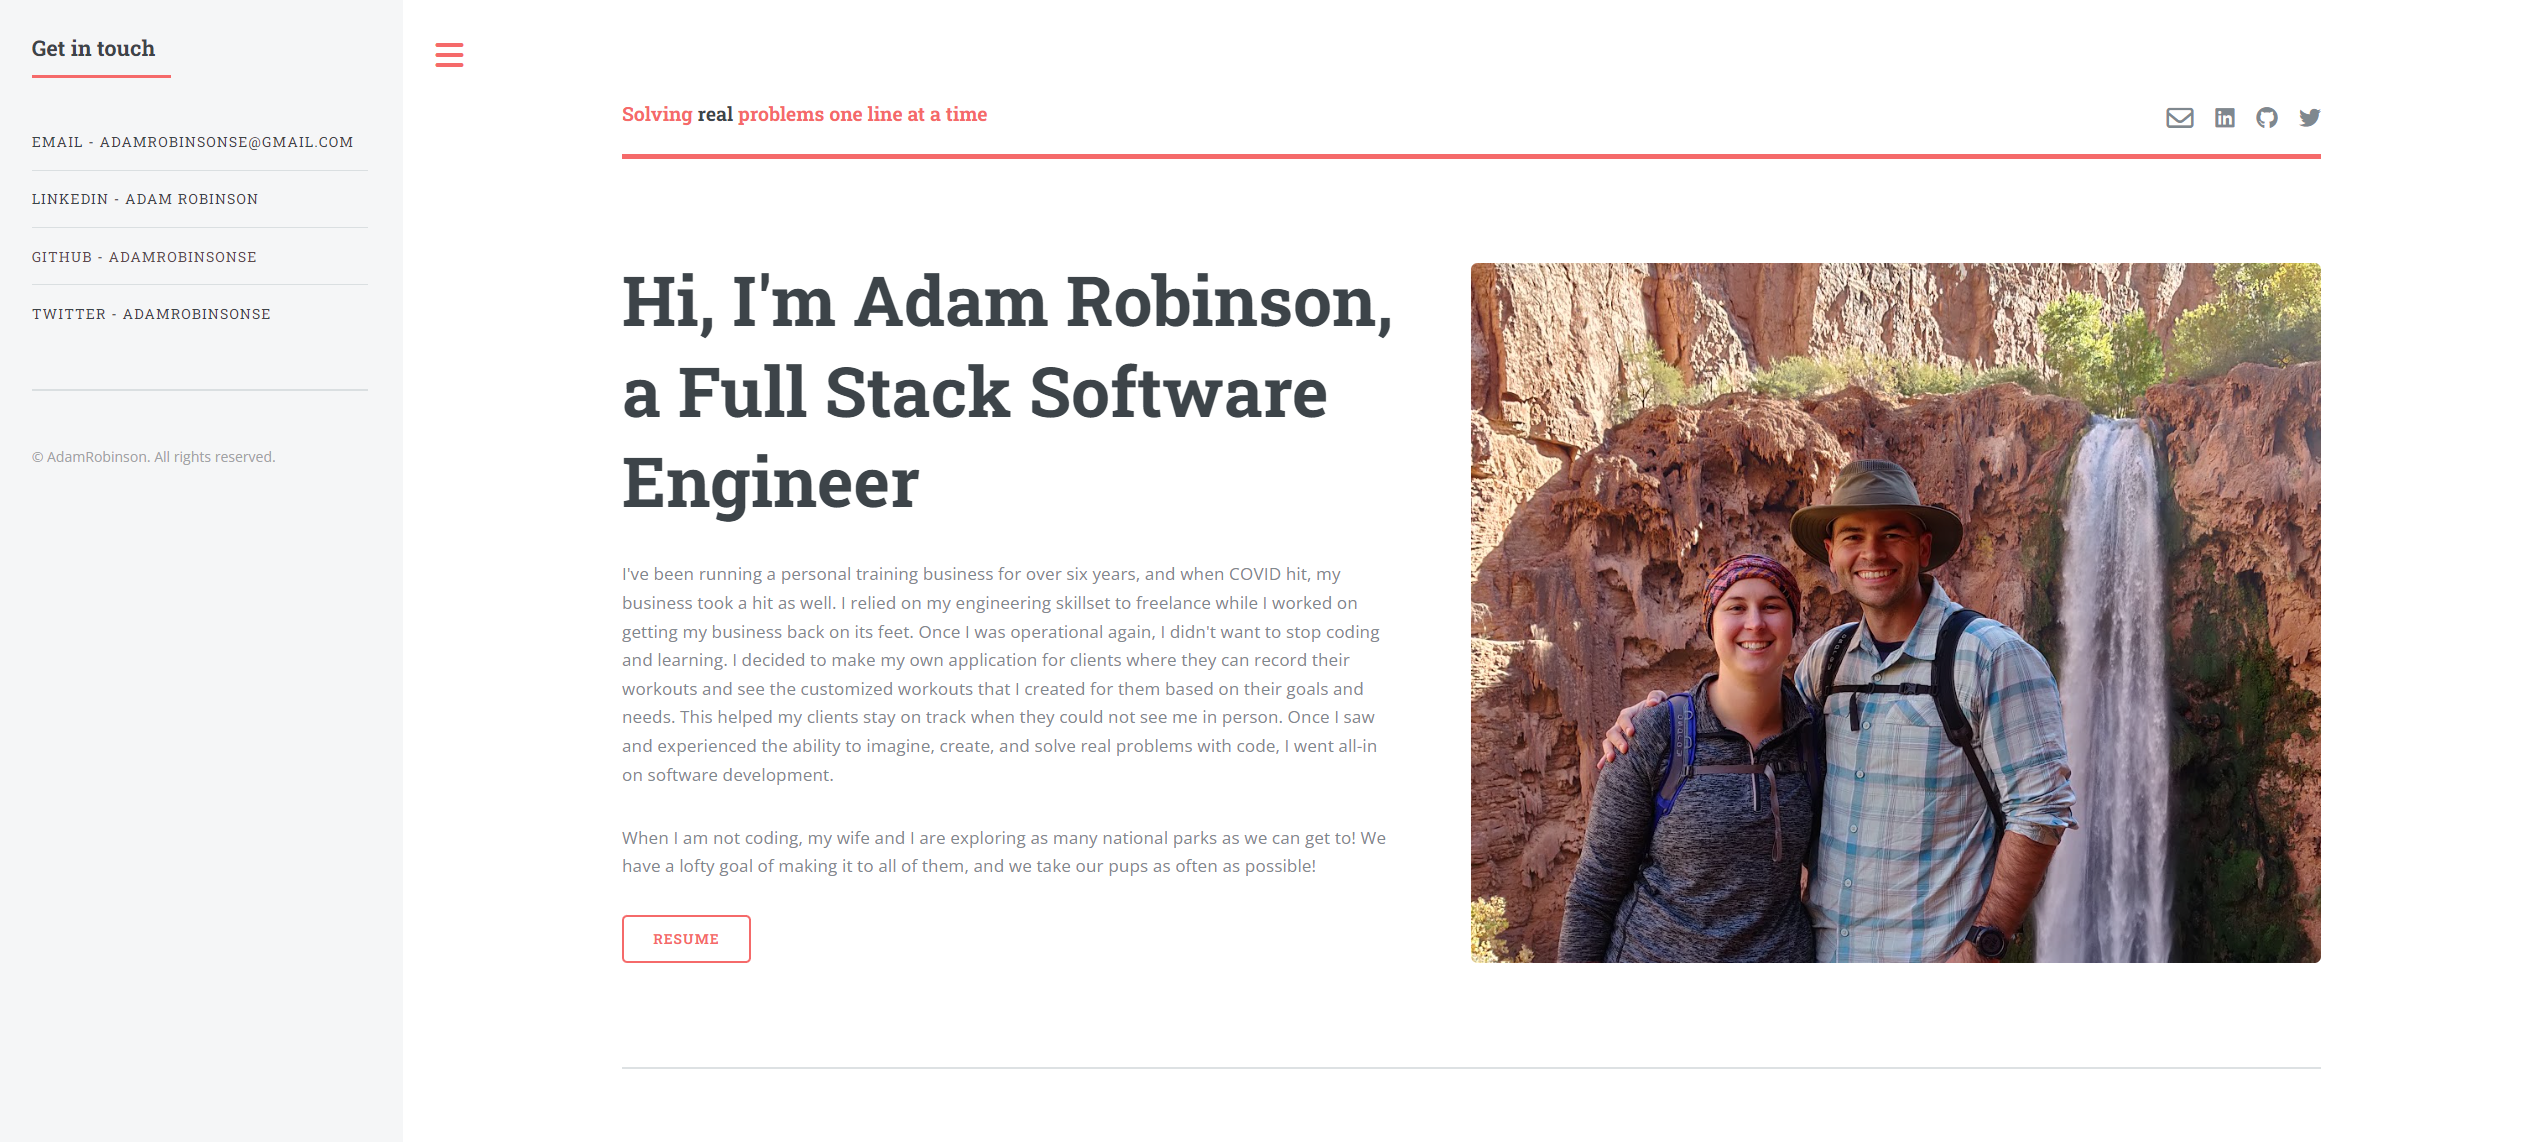 Get in touch
EMAIL - ADAMROBINSONSE@GMAIL.COM
LINKEDIN - ADAM ROBINSON
GITHUB - ADAMROBINSONSE
TWITTER - ADAMROBINSONSE
© AdamRobinson. All rights reserved.
Solving real problems one line at a time
Hi, I'm Adam Robinson,
a Full Stack Software
Engineer
I've been running a personal training business for over six years, and when COVID hit, my
business took a hit as well. I relied on my engineering skillset to freelance while I worked on
getting my business back on its feet. Once I was operational again, I didn't want to stop coding
and learning. I decided to make my own application for clients where they can record their
workouts and see the customized workouts that I created for them based on their goals and
needs. This helped my clients stay on track when they could not see me in person. Once I saw
and experienced the ability to imagine, create, and solve real problems with code, I went all-in
on software development.
When I am not coding, my wife and I are exploring as many national parks as we can get to! We
have a lofty goal of making it to all of them, and we take our pups as often as possible!
RESUME